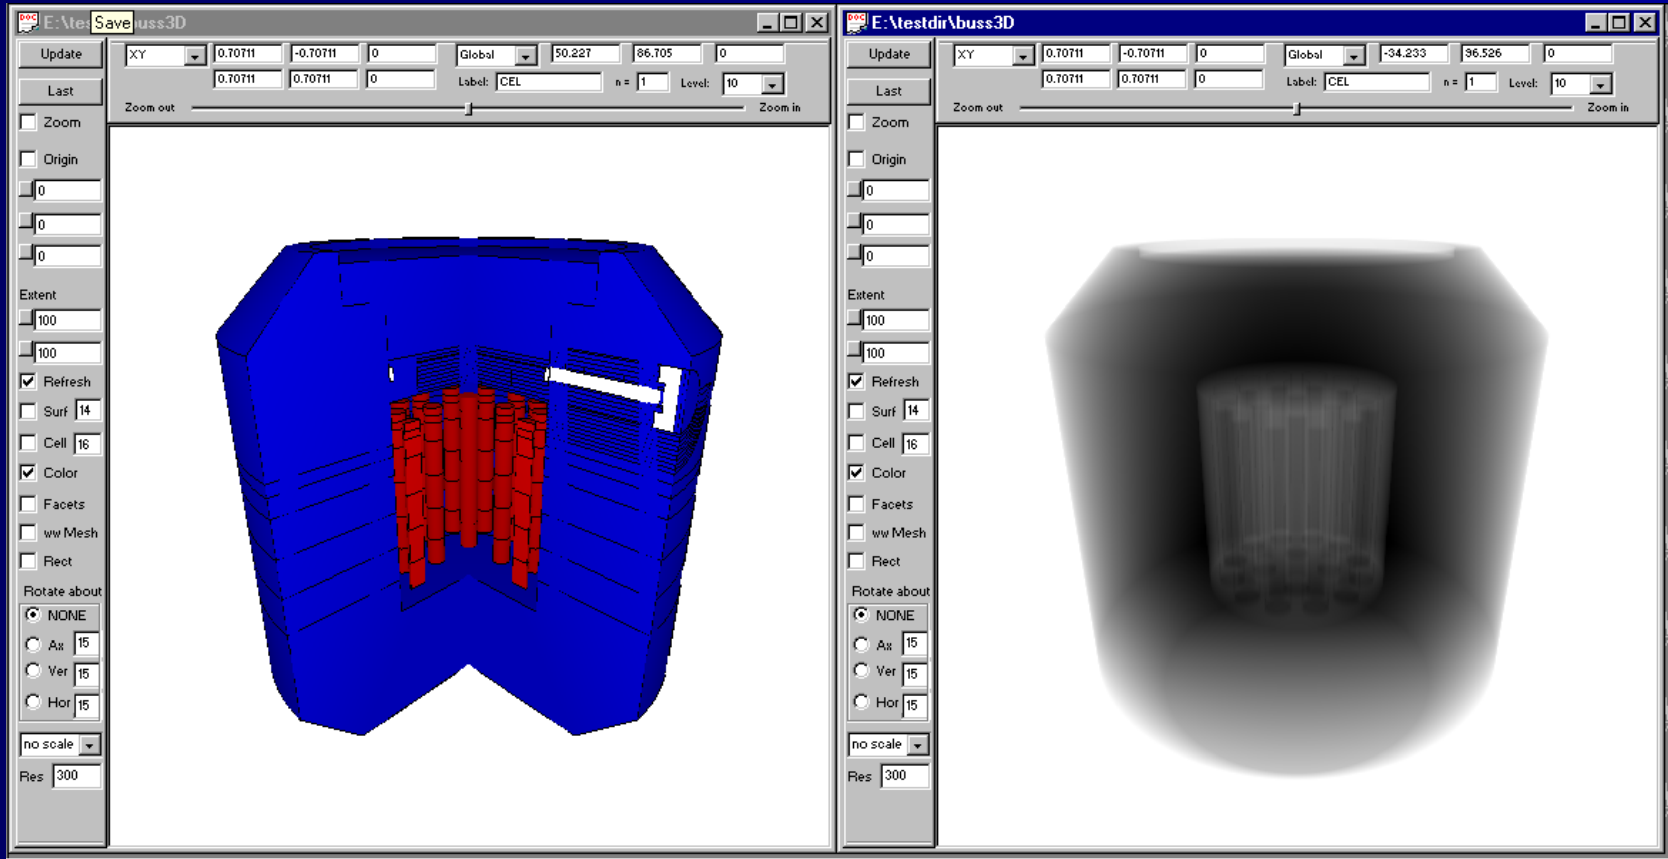 E:\tes Save buss3D
Update XY 0.70711 -0.70711 0 Global 50.227 86.705 0
0.70711 0.70711 0 Label: CEL n = 1 Level: 10
Last
Zoom out Zoom in
Zoom
Origin
0
0
0
Extent
100
100
Refresh
Surf 14
Cell 16
Color
Facets
ww Mesh
Rect
Rotate about
NONE
Ax 15
Ver 15
Hor 15
no scale
Res 300
E:\testdir\buss3D
Update XY 0.70711 -0.70711 0 Global -34.233 96.526 0
0.70711 0.70711 0 Label: CEL n = 1 Level: 10
Last
Zoom out Zoom in
Zoom
Origin
0
0
0
Extent
100
100
Refresh
Surf 14
Cell 16
Color
Facets
ww Mesh
Rect
Rotate about
NONE
Ax 15
Ver 15
Hor 15
no scale
Res 300